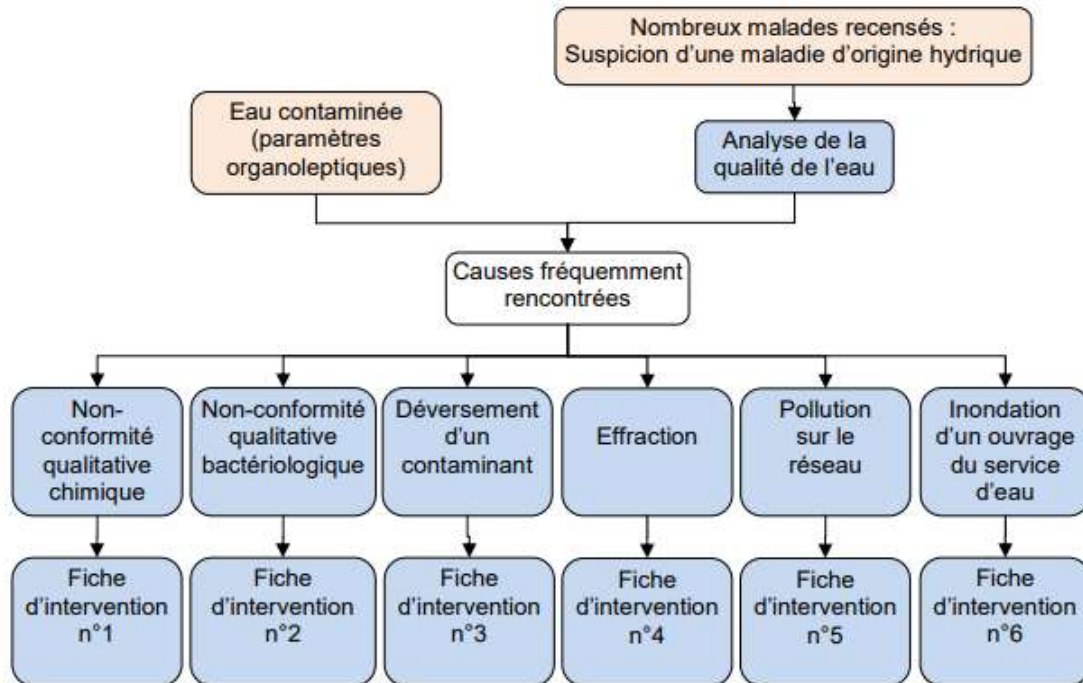 Nombreux malades recensés :
Suspicion d'une maladie d'origine hydrique
Eau contaminée
(paramètres
organoleptiques)
Analyse de la
qualité de l'eau
Causes fréquemment
rencontrées
Non-
conformité
qualitative
chimique
Non-conformité
qualitative
bactériologique
Déversement
d'un
contaminant
Effraction
Pollution
sur le
réseau
Inondation
d'un ouvrage
du service
d'eau
Fiche
d'intervention
n°1
Fiche
d'intervention
n°2
Fiche
d'intervention
n°3
Fiche
d'intervention
n°4
Fiche
d'intervention
n°5
Fiche
d'intervention
n°6